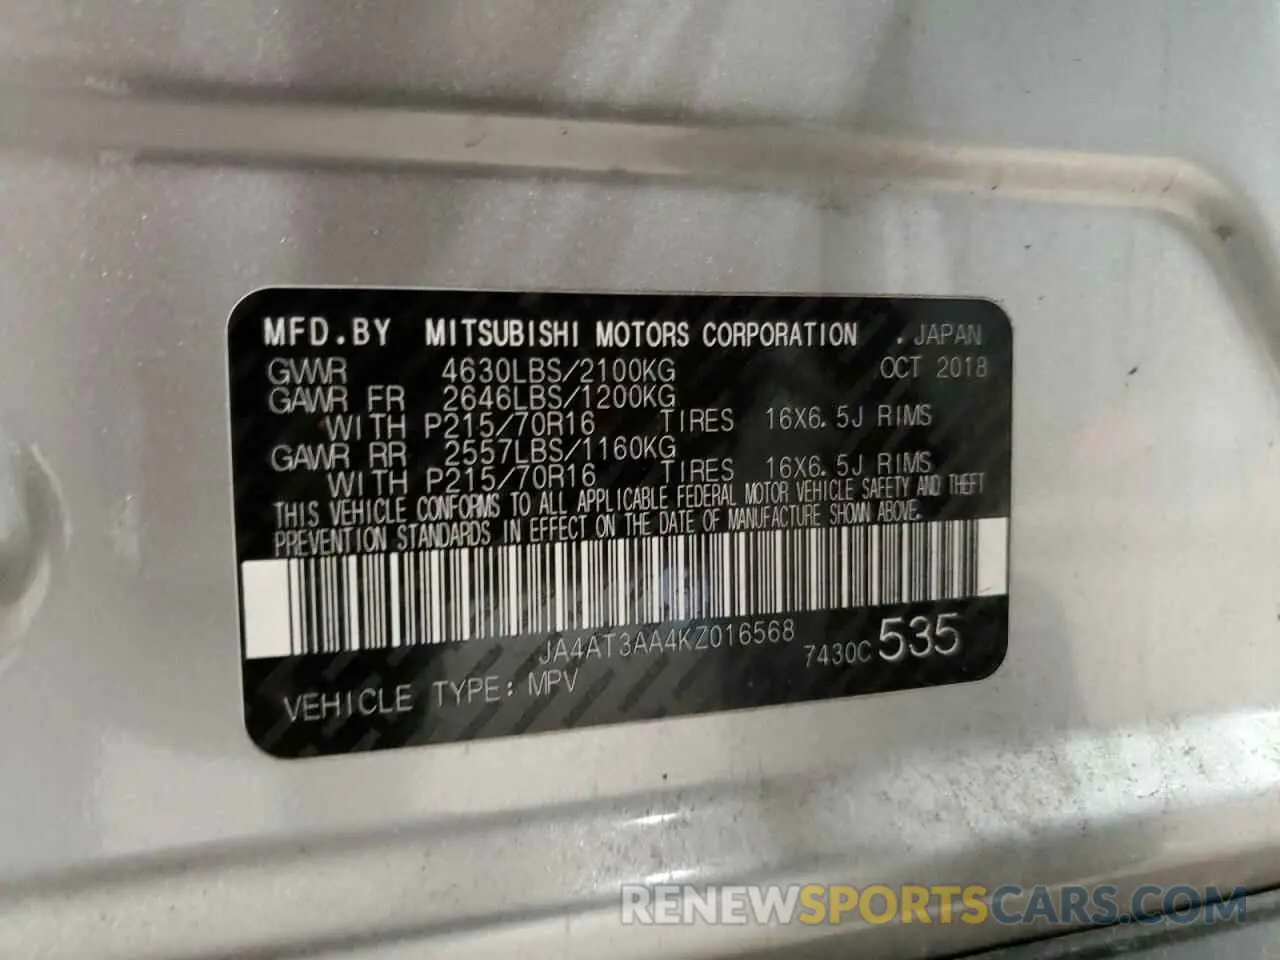 MFD.BY MITSUBISHI MOTORS CORPORATION . JAPAN
GVWR 4630LBS/2100KG OCT 2018
GAWR FR 2646LBS/1200KG
WITH P215/70R16 TIRES 16X6.5J RIMS
GAWR RR 2557LBS/1160KG
WITH P215/70R16 TIRES 16X6.5J RIMS
THIS VEHICLE CONFORMS TO ALL APPLICABLE FEDERAL MOTOR VEHICLE SAFETY AND THEFT
PREVENTION STANDARDS IN EFFECT ON THE DATE OF MANUFACTURE SHOWN ABOVE.
JA4AT3AA4KZ016568 7430C 535
VEHICLE TYPE: MPV
RENEWSPORTSCARS.COM